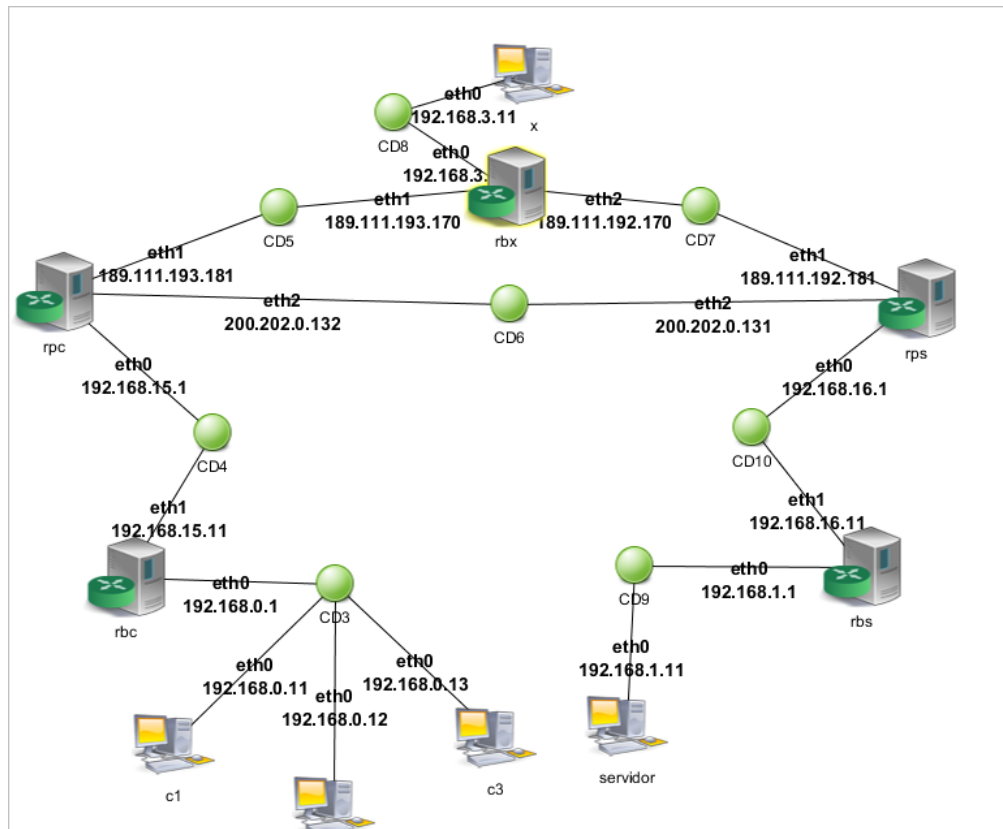 eth0
192.168.3.11
x
CD8
eth0
192.168.3.
eth1
189.111.193.170
rbx
eth2
189.111.192.170
CD5
CD7
eth1
189.111.193.181
rpc
eth1
189.111.192.181
rps
eth2
200.202.0.132
CD6
eth2
200.202.0.131
eth0
192.168.15.1
eth0
192.168.16.1
CD4
CD10
eth1
192.168.15.11
rbc
eth1
192.168.16.11
rbs
eth0
192.168.0.1
CD3
CD9
eth0
192.168.1.1
eth0
192.168.0.11
eth0
192.168.0.12
eth0
192.168.0.13
eth0
192.168.1.11
c1
c3
servidor